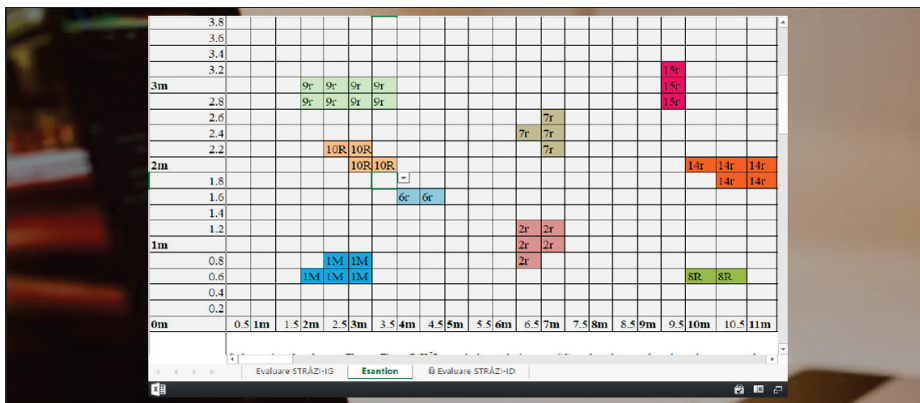 3.8
3.6
3.4
3.2 15r
3m 9r 9r 9r 9r 15r
2.8 9r 9r 9r 9r 15r
2.6 7r
2.4 7r 7r
2.2 10R 10R 7r
2m 10R 10R 14r 14r 14r
1.8 14r 14r
1.6 6r 6r
1.4
1.2 2r 2r
1m 2r 2r
0.8 1M 1M 2r
0.6 1M 1M 1M 8R 8R
0.4
0.2
0m 0.5 1m 1.5 2m 2.5 3m 3.5 4m 4.5 5m 5.5 6m 6.5 7m 7.5 8m 8.5 9m 9.5 10m 10.5 11m
Evaluare STRĂZI-IG Esantion Evaluare STRĂZI-ID